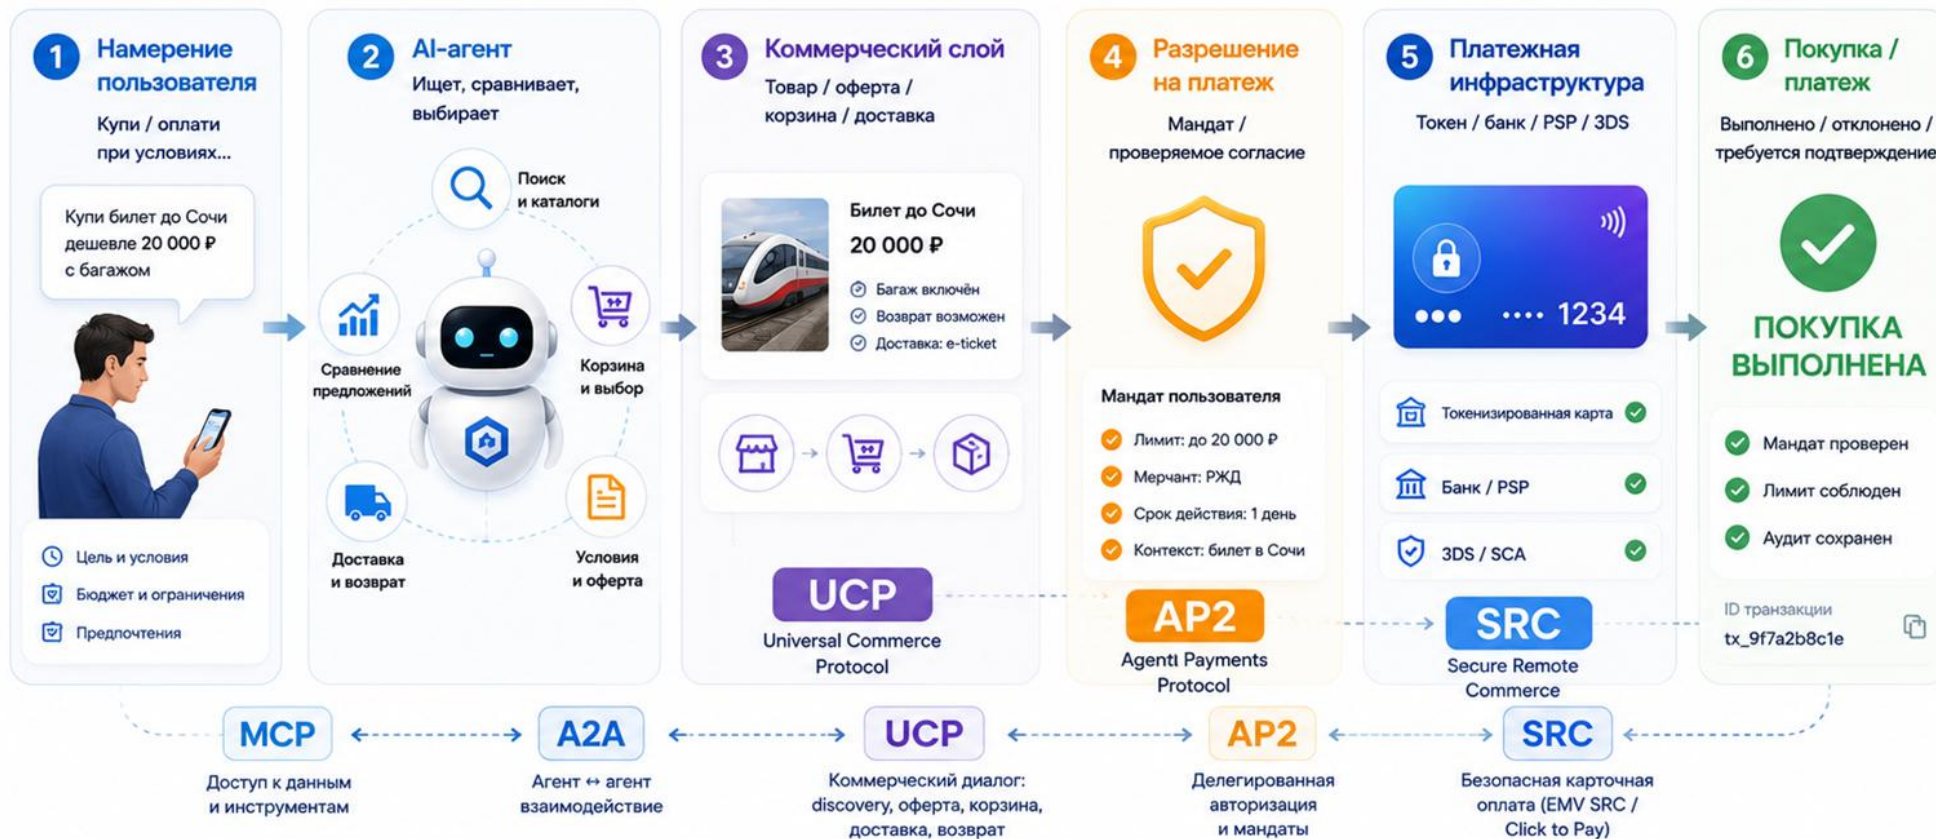 1
Намерение
пользователя
Купи / оплати
при условиях...
Купи билет до Сочи
дешевле 20 000 ₽
с багажом
Цель и условия
Бюджет и ограничения
Предпочтения
2
AI-агент
Ищет, сравнивает,
выбирает
Поиск
и каталоги
Сравнение
предложений
Корзина
и выбор
Доставка
и возврат
Условия
и оферта
3
Коммерческий слой
Товар / оферта /
корзина / доставка
Билет до Сочи
20 000 ₽
Багаж включён
Возврат возможен
Доставка: e-ticket
UCP
Universal Commerce
Protocol
4
Разрешение
на платеж
Мандат /
проверяемое согласие
Мандат пользователя
Лимит: до 20 000 ₽
Мерчант: РЖД
Срок действия: 1 день
Контекст: билет в Сочи
AP2
Agentl Payments
Protocol
5
Платежная
инфраструктура
Токен / банк / PSP / 3DS
••• •••• 1234
Токенизированная карта
Банк / PSP
3DS / SCA
SRC
Secure Remote
Commerce
6
Покупка /
платеж
Выполнено / отклонено /
требуется подтверждение
ПОКУПКА
ВЫПОЛНЕНА
Мандат проверен
Лимит соблюден
Аудит сохранен
ID транзакции
tx_9f7a2b8c1e
MCP
Доступ к данным
и инструментам
A2A
Агент ↔ агент
взаимодействие
UCP
Коммерческий диалог:
discovery, оферта, корзина,
доставка, возврат
AP2
Делегированная
авторизация
и мандаты
SRC
Безопасная карточная
оплата (EMV SRC /
Click to Pay)